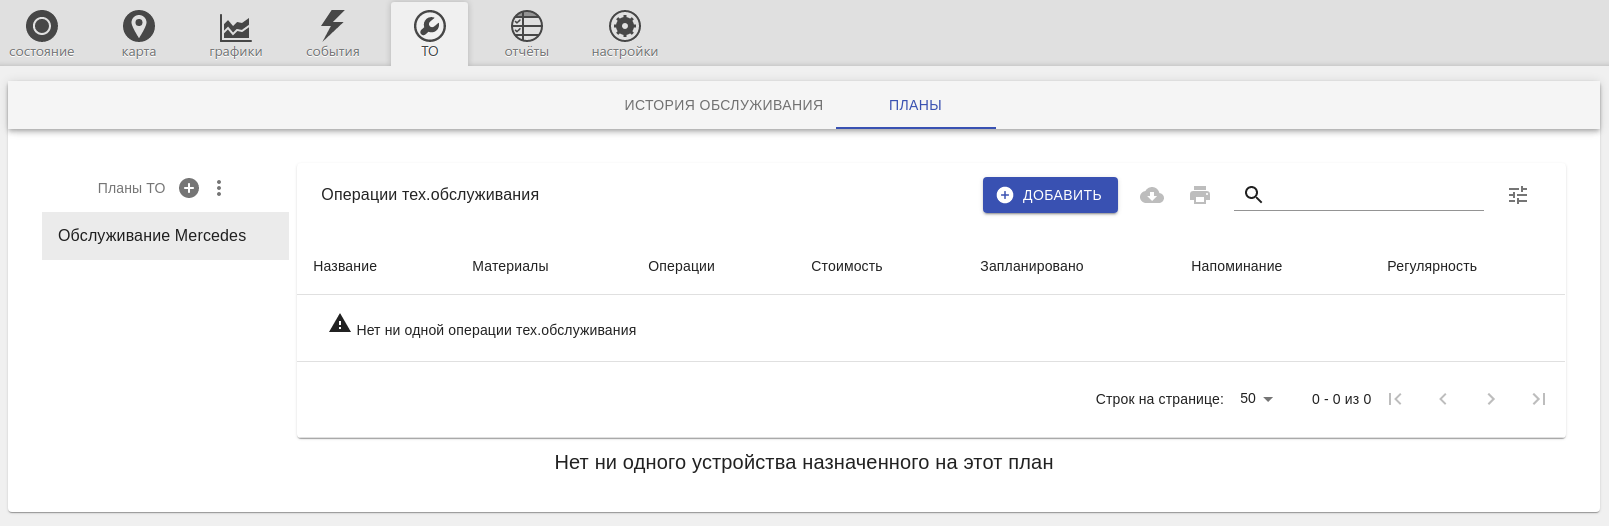 состояние карта графики события ТО отчёты настройки
ИСТОРИЯ ОБСЛУЖИВАНИЯ ПЛАНЫ
Планы ТО
Обслуживание Mercedes
Операции тех.обслуживания ДОБАВИТЬ
Название Материалы Операции Стоимость Запланировано Напоминание Регулярность
Нет ни одной операции тех.обслуживания
Строк на странице: 50 0 - 0 из 0
Нет ни одного устройства назначенного на этот план